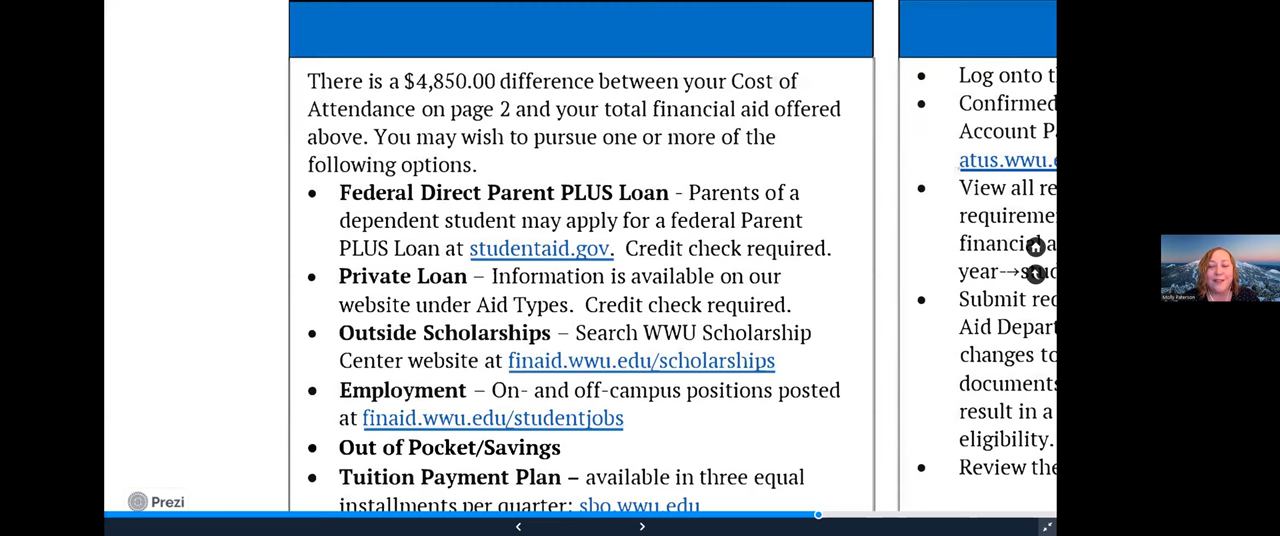 There is a $4,850.00 difference between your Cost of
Attendance on page 2 and your total financial aid offered
above. You may wish to pursue one or more of the
following options.
• Federal Direct Parent PLUS Loan - Parents of a
dependent student may apply for a federal Parent
PLUS Loan at studentaid.gov. Credit check required.
• Private Loan – Information is available on our
website under Aid Types. Credit check required.
• Outside Scholarships – Search WWU Scholarship
Center website at finaid.wwu.edu/scholarships
• Employment – On- and off-campus positions posted
at finaid.wwu.edu/studentjobs
• Out of Pocket/Savings
• Tuition Payment Plan – available in three equal
installments per quarter: sbo.wwu.edu
• Log onto t
• Confirmed
Account P
atus.wwu.e
• View all re
requireme
financial a
year→stud
• Submit req
Aid Depart
changes to
documents
result in a
eligibility.
• Review the
Molly Paterson
Prezi